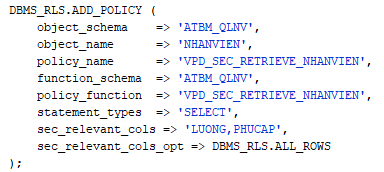 DBMS_RLS.ADD_POLICY (
    object_schema    => 'ATBM_QLNV',
    object_name      => 'NHANVIEN',
    policy_name      => 'VPD_SEC_RETRIEVE_NHANVIEN',
    function_schema  => 'ATBM_QLNV',
    policy_function  => 'VPD_SEC_RETRIEVE_NHANVIEN',
    statement_types  => 'SELECT',
    sec_relevant_cols => 'LUONG,PHUCAP',
    sec_relevant_cols_opt => DBMS_RLS.ALL_ROWS
);